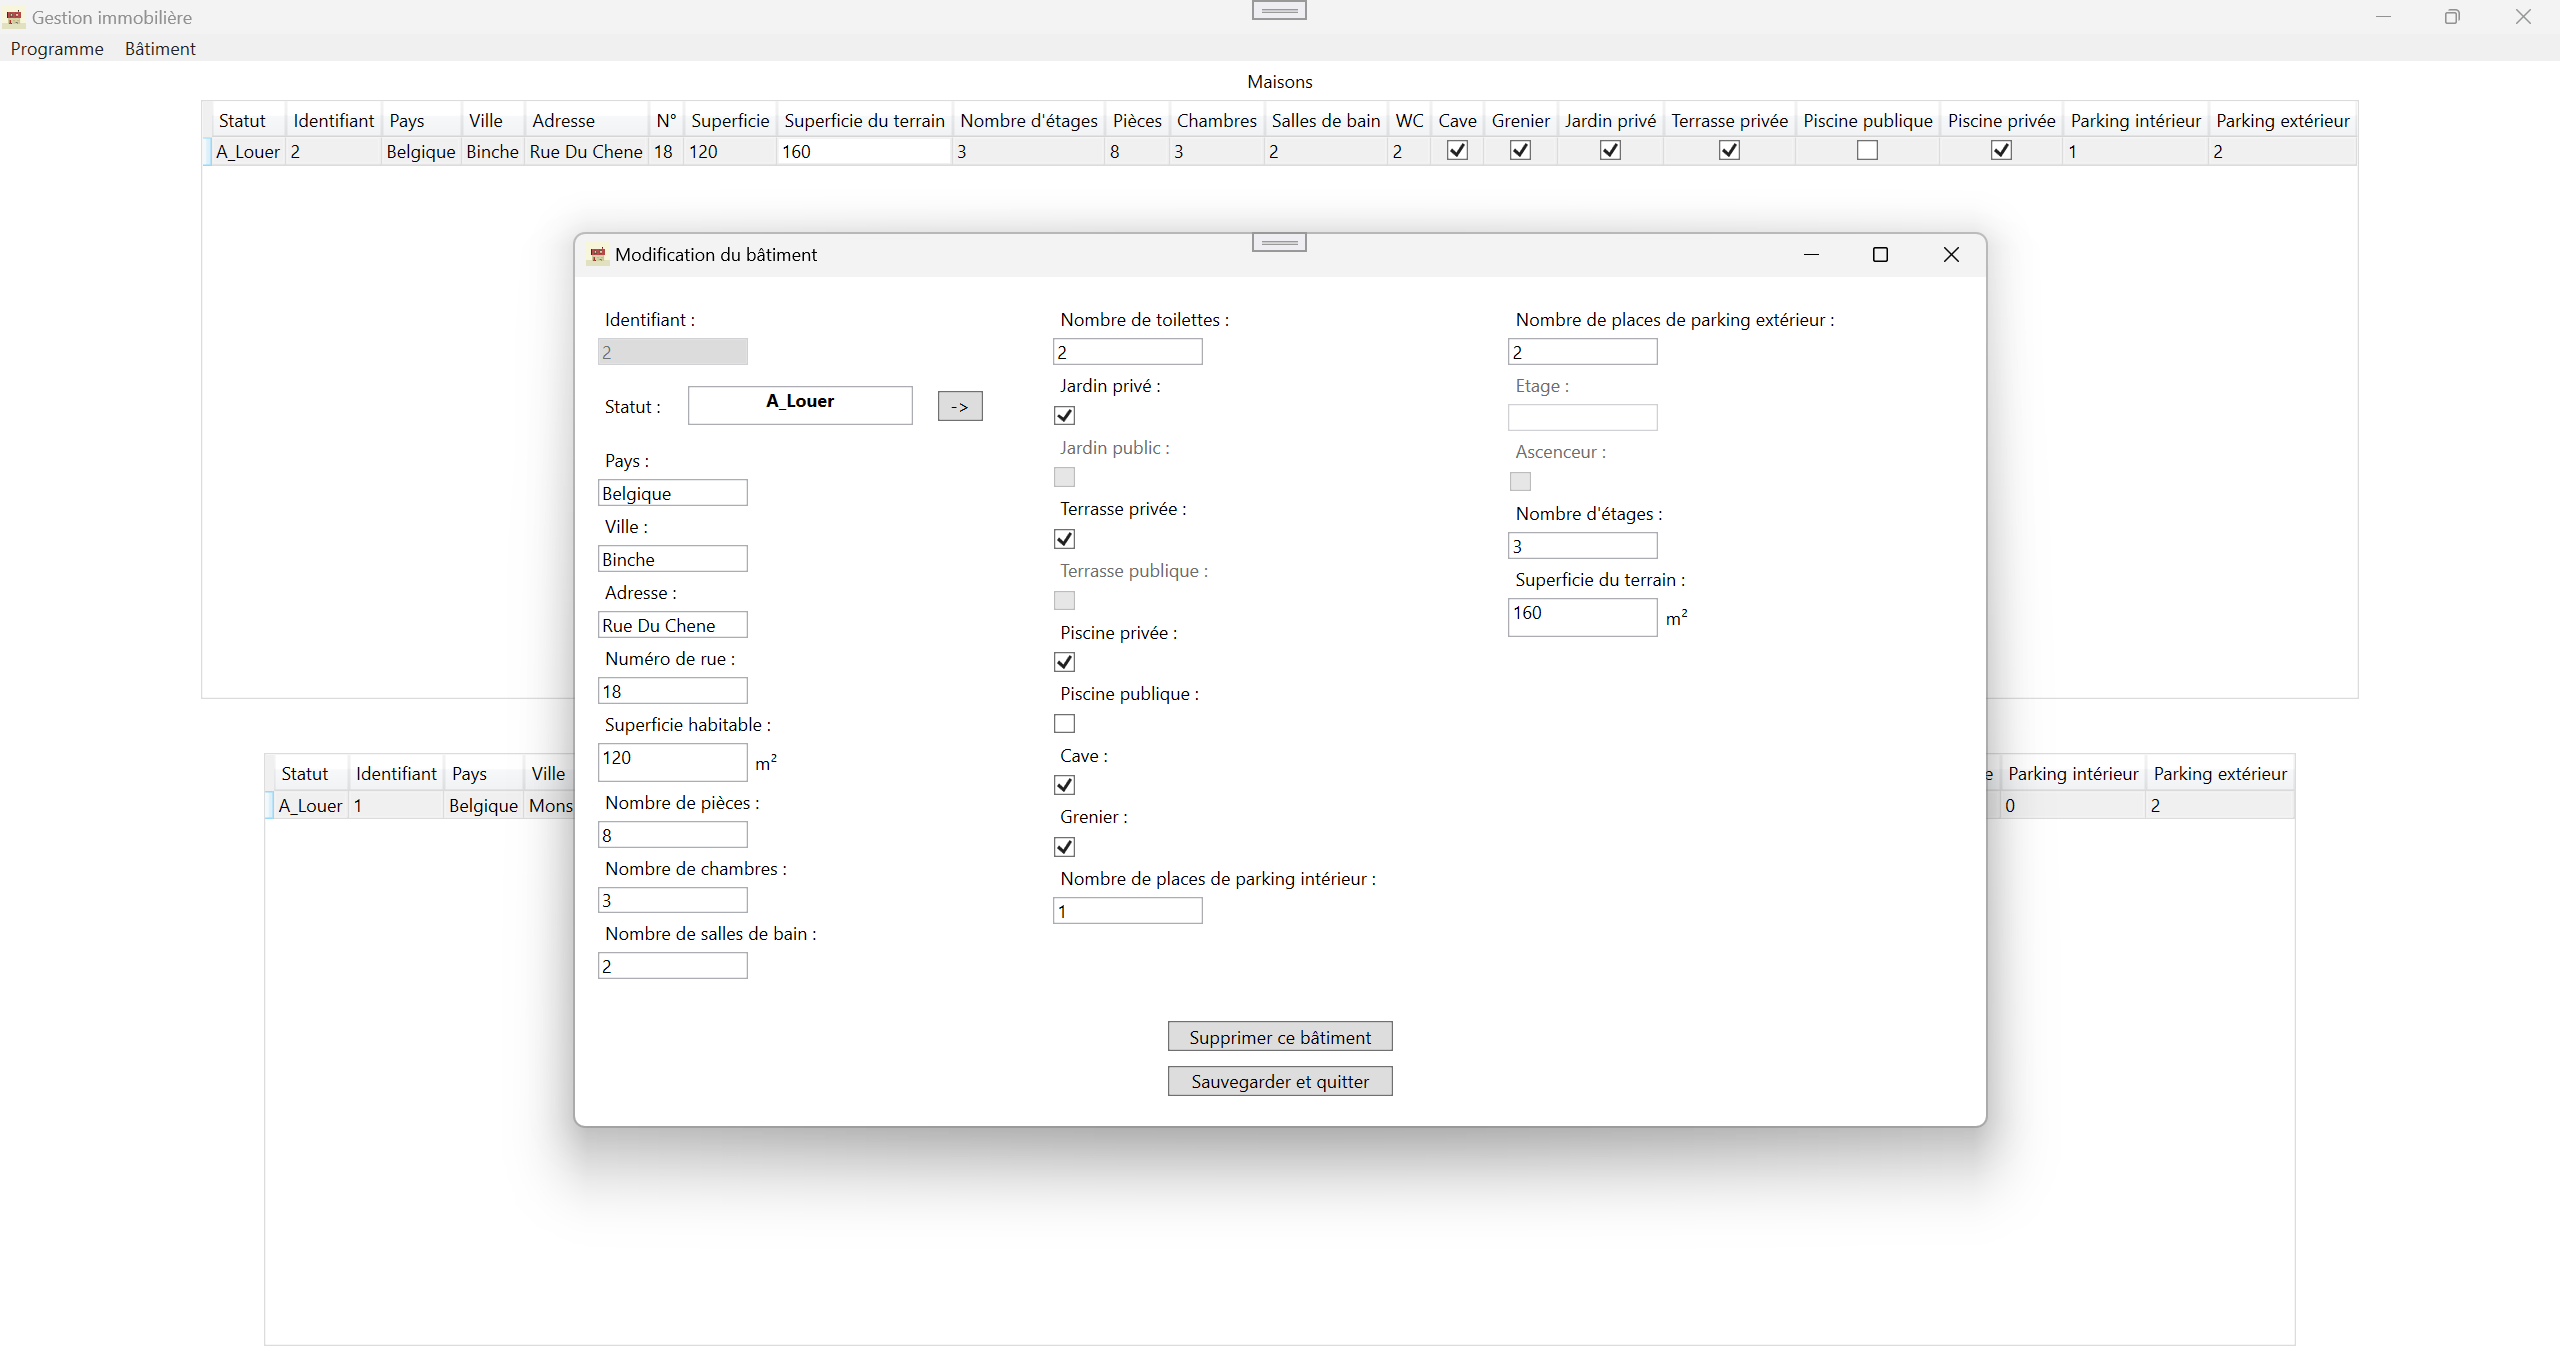 Gestion immobilière
Programme Bâtiment
Maisons
Statut Identifiant Pays Ville Adresse N° Superficie Superficie du terrain Nombre d'étages Pièces Chambres Salles de bain WC Cave Grenier Jardin privé Terrasse privée Piscine publique Piscine privée Parking intérieur Parking extérieur
A_Louer 2 Belgique Binche Rue Du Chene 18 120 160 3 8 3 2 2 1 2
Modification du bâtiment
Identifiant :
2
Statut : A_Louer ->
Pays :
Belgique
Ville :
Binche
Adresse :
Rue Du Chene
Numéro de rue :
18
Superficie habitable :
120 m²
Nombre de pièces :
8
Nombre de chambres :
3
Nombre de salles de bain :
2
Nombre de toilettes :
2
Jardin privé :
Jardin public :
Terrasse privée :
Terrasse publique :
Piscine privée :
Piscine publique :
Cave :
Grenier :
Nombre de places de parking intérieur :
1
Nombre de places de parking extérieur :
2
Etage :
Ascenceur :
Nombre d'étages :
3
Superficie du terrain :
160 m²
Supprimer ce bâtiment
Sauvegarder et quitter
Statut Identifiant Pays Ville Parking intérieur Parking extérieur
A_Louer 1 Belgique Mons 0 2